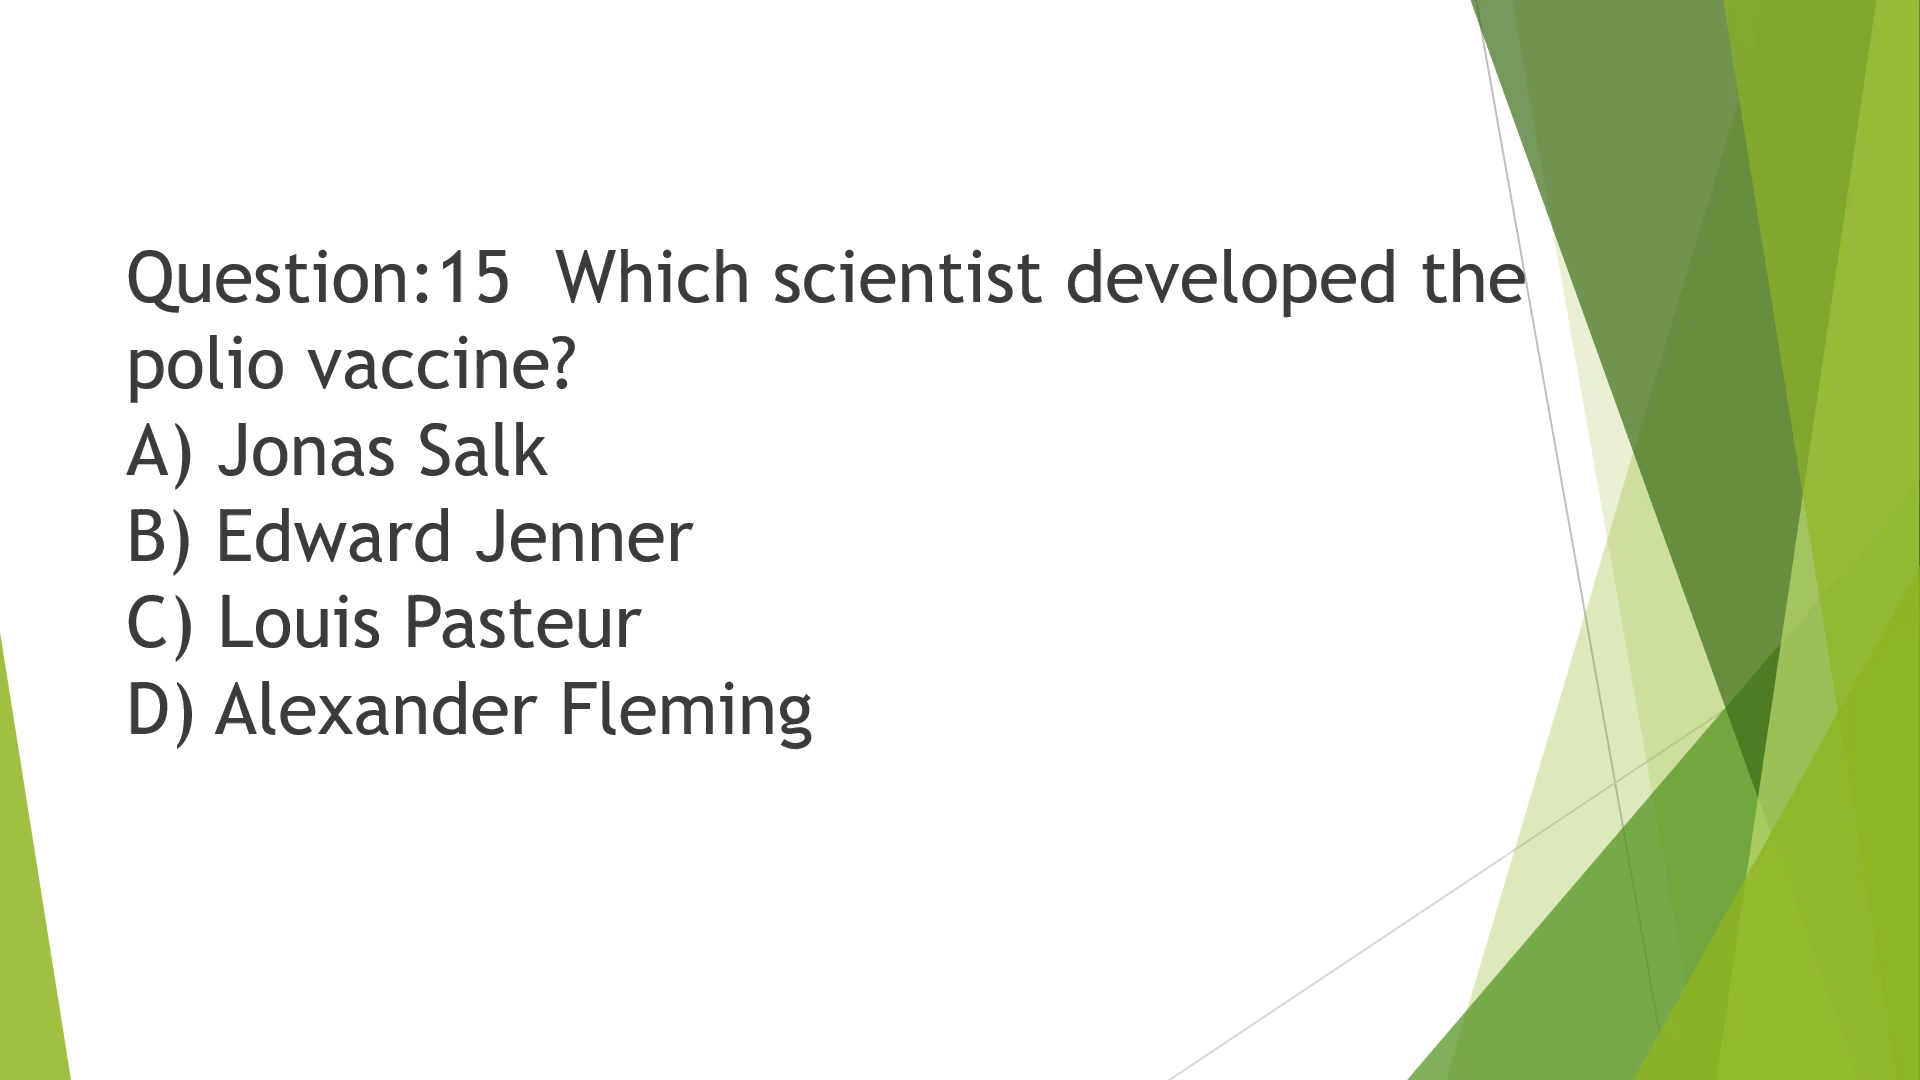 Question:15  Which scientist developed the
polio vaccine?
A) Jonas Salk
B) Edward Jenner
C) Louis Pasteur
D) Alexander Fleming